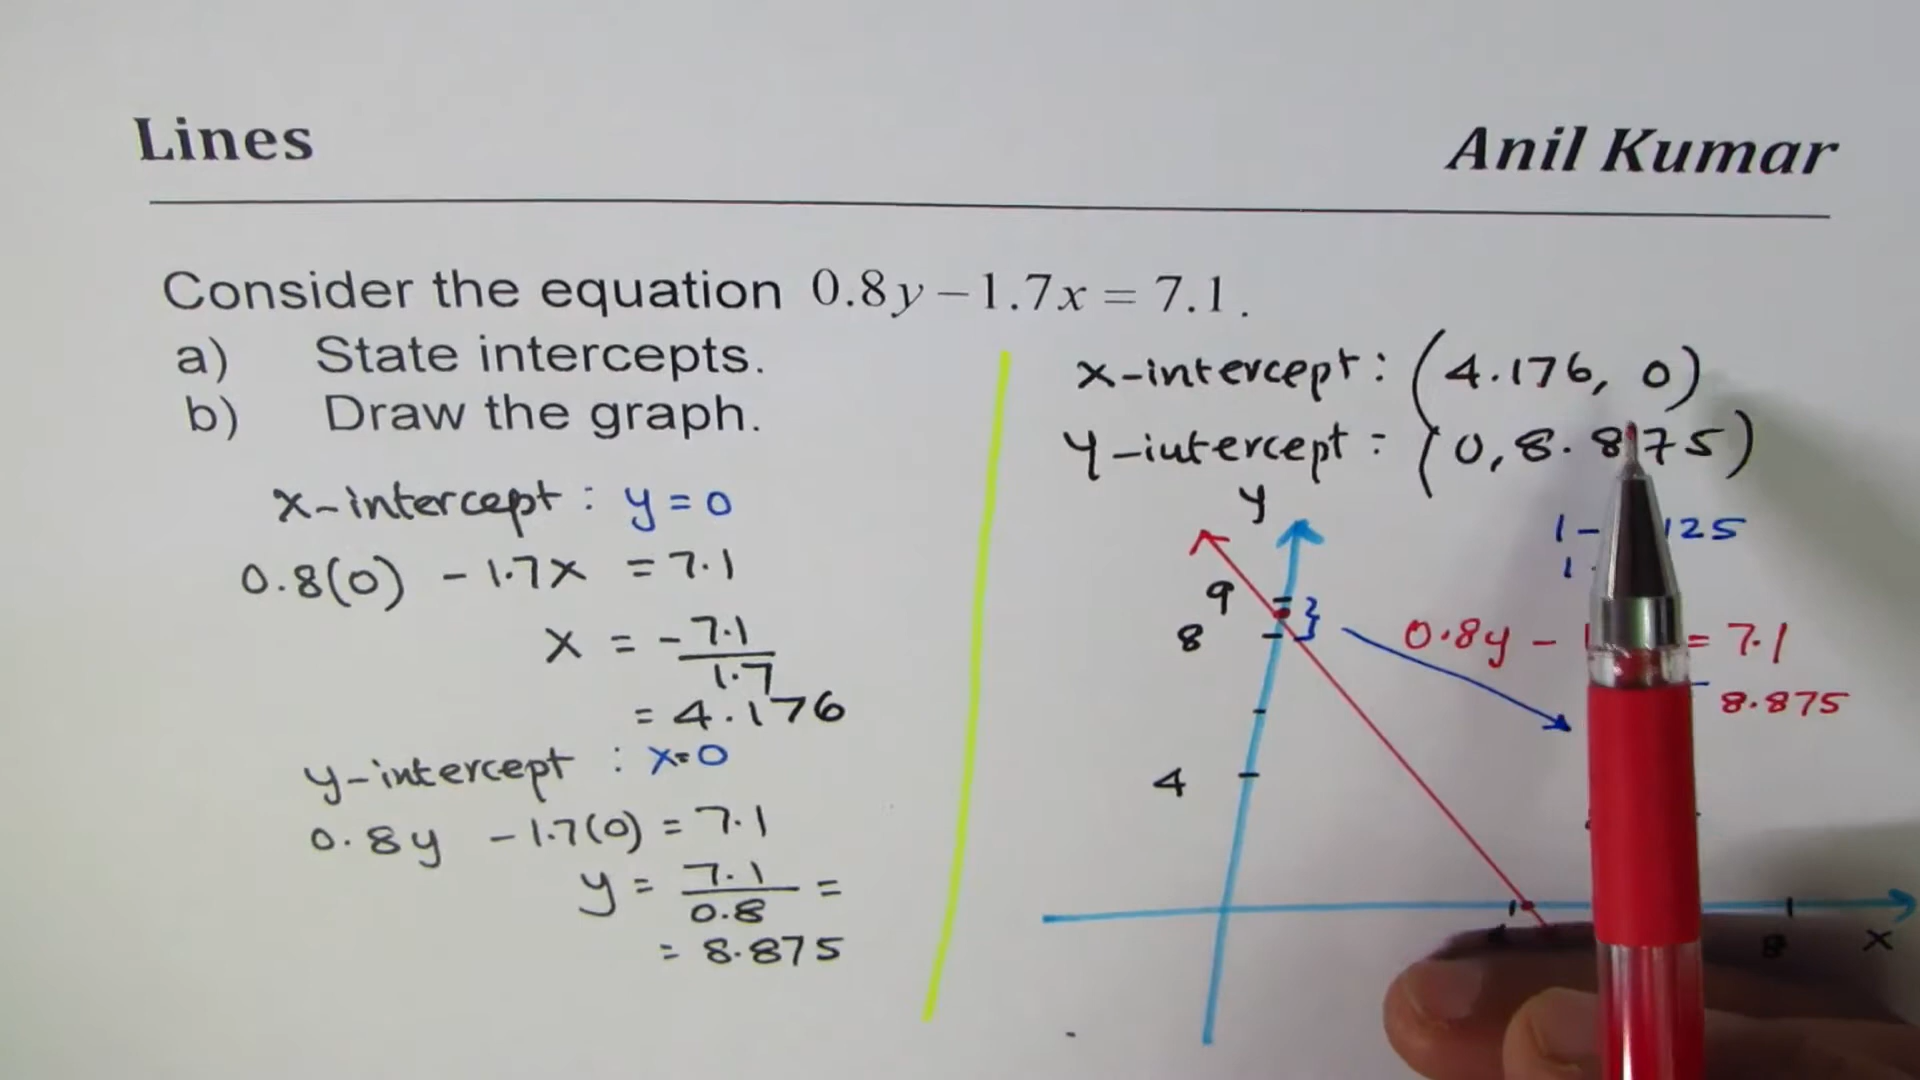 Lines
Anil Kumar
Consider the equation 0.8y – 1.7x = 7.1.
a) State intercepts.
b) Draw the graph.
x-intercept : y = 0
0.8(0) - 1.7x = 7.1
x = - 7.1 / 1.7
= 4.176
y-intercept : x = 0
0.8y - 1.7(0) = 7.1
y = 7.1 / 0.8 =
= 8.875
x-intercept : (4.176, 0)
y-intercept = (0, 8.875)
y
9
8
4
8
x
1 - 125
1
0.8y - = 7.1
8.875